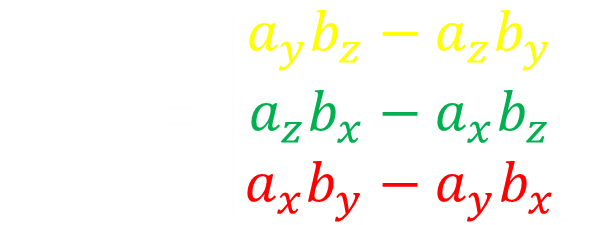 a_y b_z − a_z b_y
a_z b_x − a_x b_z
a_x b_y − a_y b_x